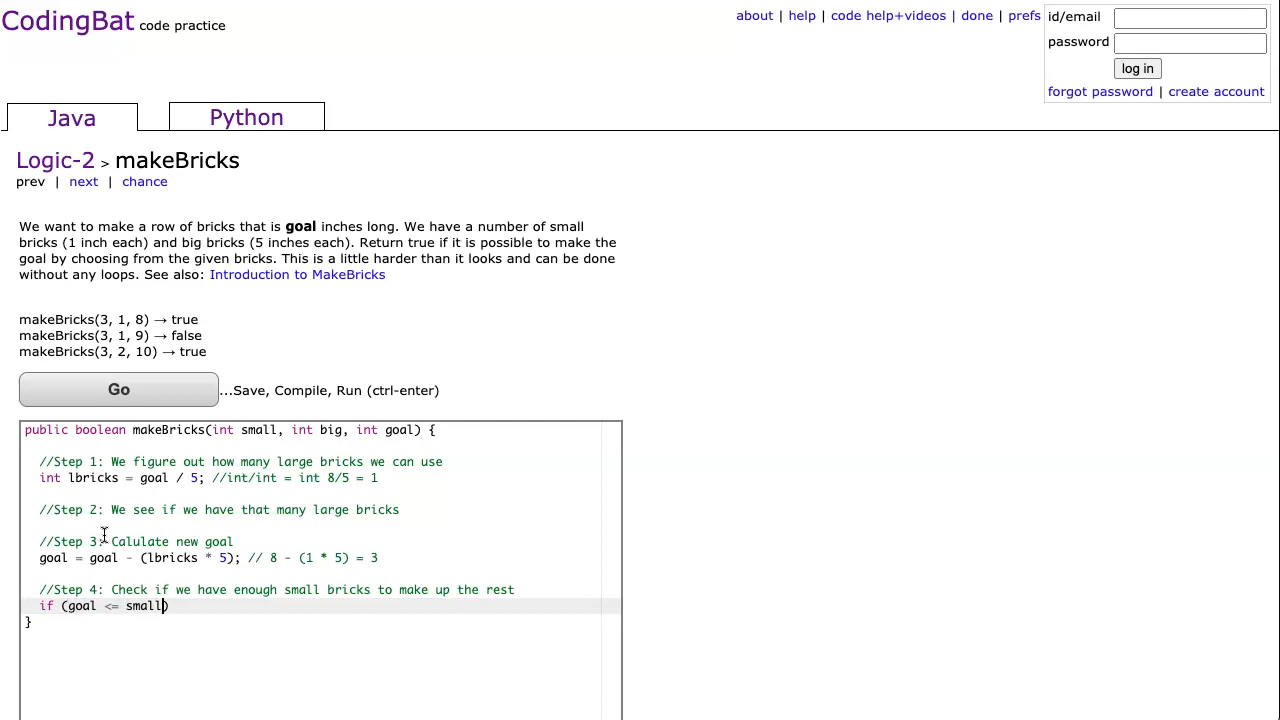 CodingBat code practice
about | help | code help+videos | done | prefs
id/email
password
log in
forgot password | create account
Java
Python
Logic-2 > makeBricks
prev | next | chance
We want to make a row of bricks that is goal inches long. We have a number of small
bricks (1 inch each) and big bricks (5 inches each). Return true if it is possible to make the
goal by choosing from the given bricks. This is a little harder than it looks and can be done
without any loops. See also: Introduction to MakeBricks
makeBricks(3, 1, 8) → true
makeBricks(3, 1, 9) → false
makeBricks(3, 2, 10) → true
Go
...Save, Compile, Run (ctrl-enter)
public boolean makeBricks(int small, int big, int goal) {
//Step 1: We figure out how many large bricks we can use
int lbricks = goal / 5; //int/int = int 8/5 = 1
//Step 2: We see if we have that many large bricks
//Step 3: Calulate new goal
goal = goal - (lbricks * 5); // 8 - (1 * 5) = 3
//Step 4: Check if we have enough small bricks to make up the rest
if (goal <= small)
}